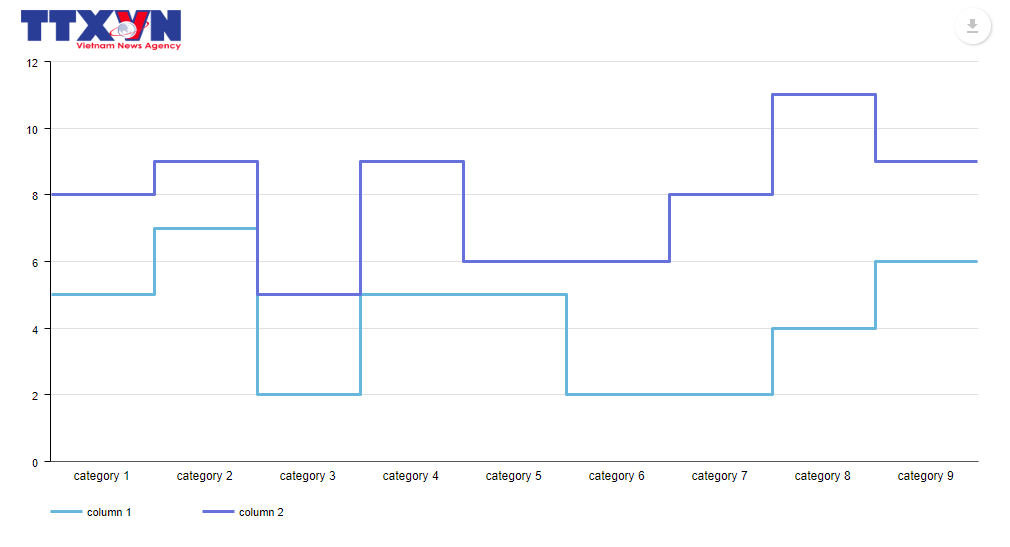 TTXVN
Vietnam News Agency
12
10
8
6
4
2
0
category 1 category 2 category 3 category 4 category 5 category 6 category 7 category 8 category 9
column 1 column 2